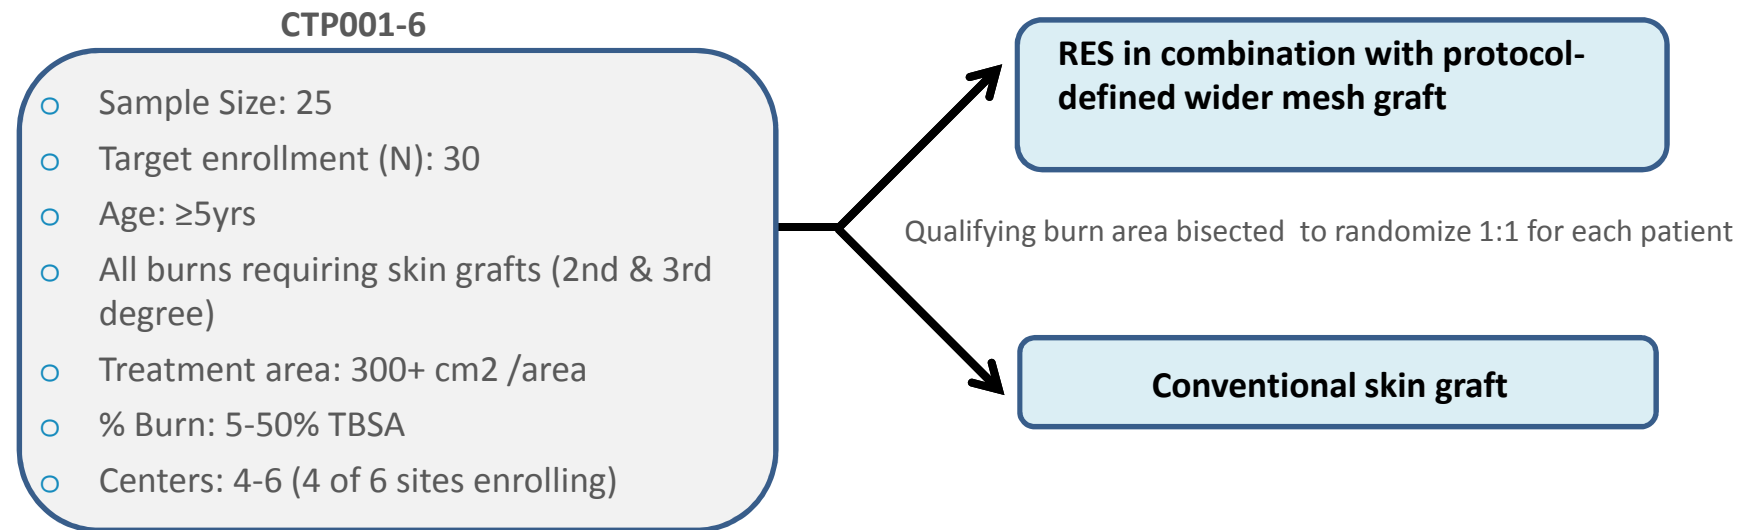 CTP001-6
Sample Size: 25
Target enrollment (N): 30
Age: ≥5yrs
All burns requiring skin grafts (2nd & 3rd
degree)
Treatment area: 300+ cm2 /area
% Burn: 5-50% TBSA
Centers: 4-6 (4 of 6 sites enrolling)
RES in combination with protocol-
defined wider mesh graft
Qualifying burn area bisected to randomize 1:1 for each patient
Conventional skin graft